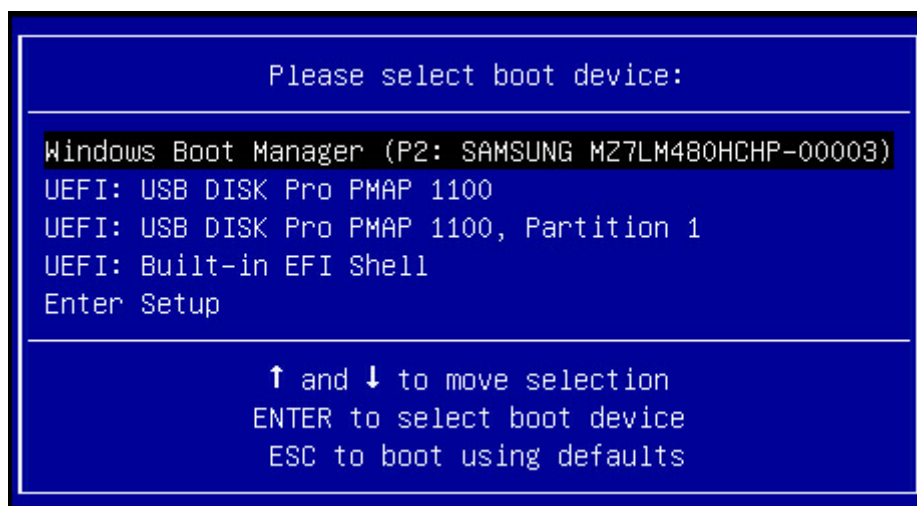 Please select boot device:
Windows Boot Manager (P2: SAMSUNG MZ7LM480HCHP-00003)
UEFI: USB DISK Pro PMAP 1100
UEFI: USB DISK Pro PMAP 1100, Partition 1
UEFI: Built-in EFI Shell
Enter Setup
↑ and ↓ to move selection
ENTER to select boot device
ESC to boot using defaults